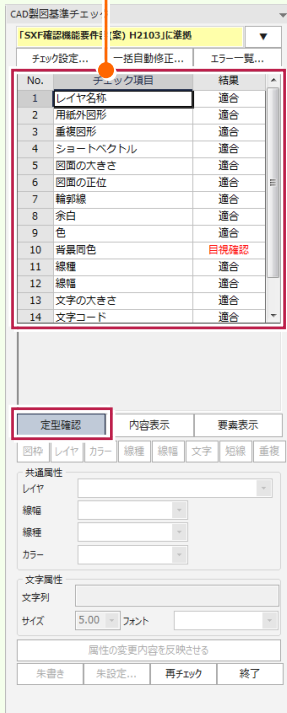 CAD製図基準チェッ
「SXF確認機能要件書(案) H2103」に準拠 ▼
チェック設定... 一括自動修正... エラー一覧...
No. チェック項目 結果
1 レイヤ名称 適合
2 用紙外図形 適合
3 重複図形 適合
4 ショートベクトル 適合
5 図面の大きさ 適合
6 図面の正位 適合
7 輪郭線 適合
8 余白 適合
9 色 適合
10 背景同色 目視確認
11 線種 適合
12 線幅 適合
13 文字の大きさ 適合
14 文字コード 適合
定型確認 内容表示 要素表示
図枠 レイヤ カラー 線種 線幅 文字 短線 重複
共通属性
レイヤ
線幅
線種
カラー
文字属性
文字列
サイズ 5.00 フォント
属性の変更内容を反映させる
朱書き 朱設定... 再チェック 終了